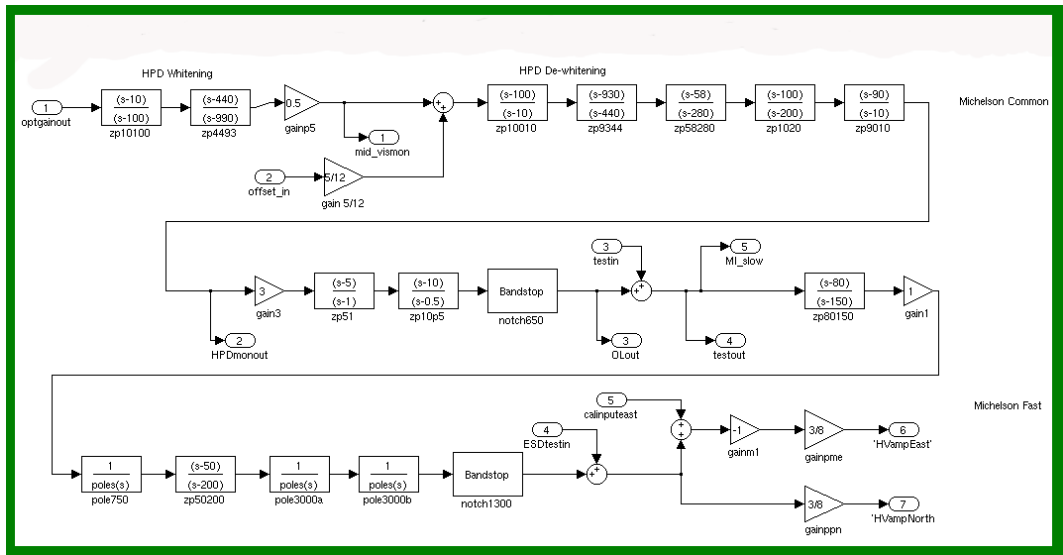 HPD Whitening
HPD De-whitening
Michelson Common
1
optgainout
(s-10)
(s-100)
zp10100
(s-440)
(s-990)
zp4493
0.5
gainp5
1
mid_vismon
2
offset_in
5/12
gain 5/12
++
(s-100)
(s-10)
zp10010
(s-930)
(s-440)
zp9344
(s-58)
(s-280)
zp58280
(s-100)
(s-200)
zp1020
(s-90)
(s-10)
zp9010
2
HPDmonout
3
gain3
(s-5)
(s-1)
zp51
(s-10)
(s-0.5)
zp10p5
Bandstop
notch650
3
testin
++
3
OLout
5
MI_slow
4
testout
(s-80)
(s-150)
zp80150
1
gain1
Michelson Fast
1
poles(s)
pole750
(s-50)
(s-200)
zp50200
1
poles(s)
pole3000a
1
poles(s)
pole3000b
Bandstop
notch1300
4
ESDtestin
++
5
calinputeast
++
-1
gainm1
3/8
gainpme
6
'HVampEast'
3/8
gainppn
7
'HVampNorth